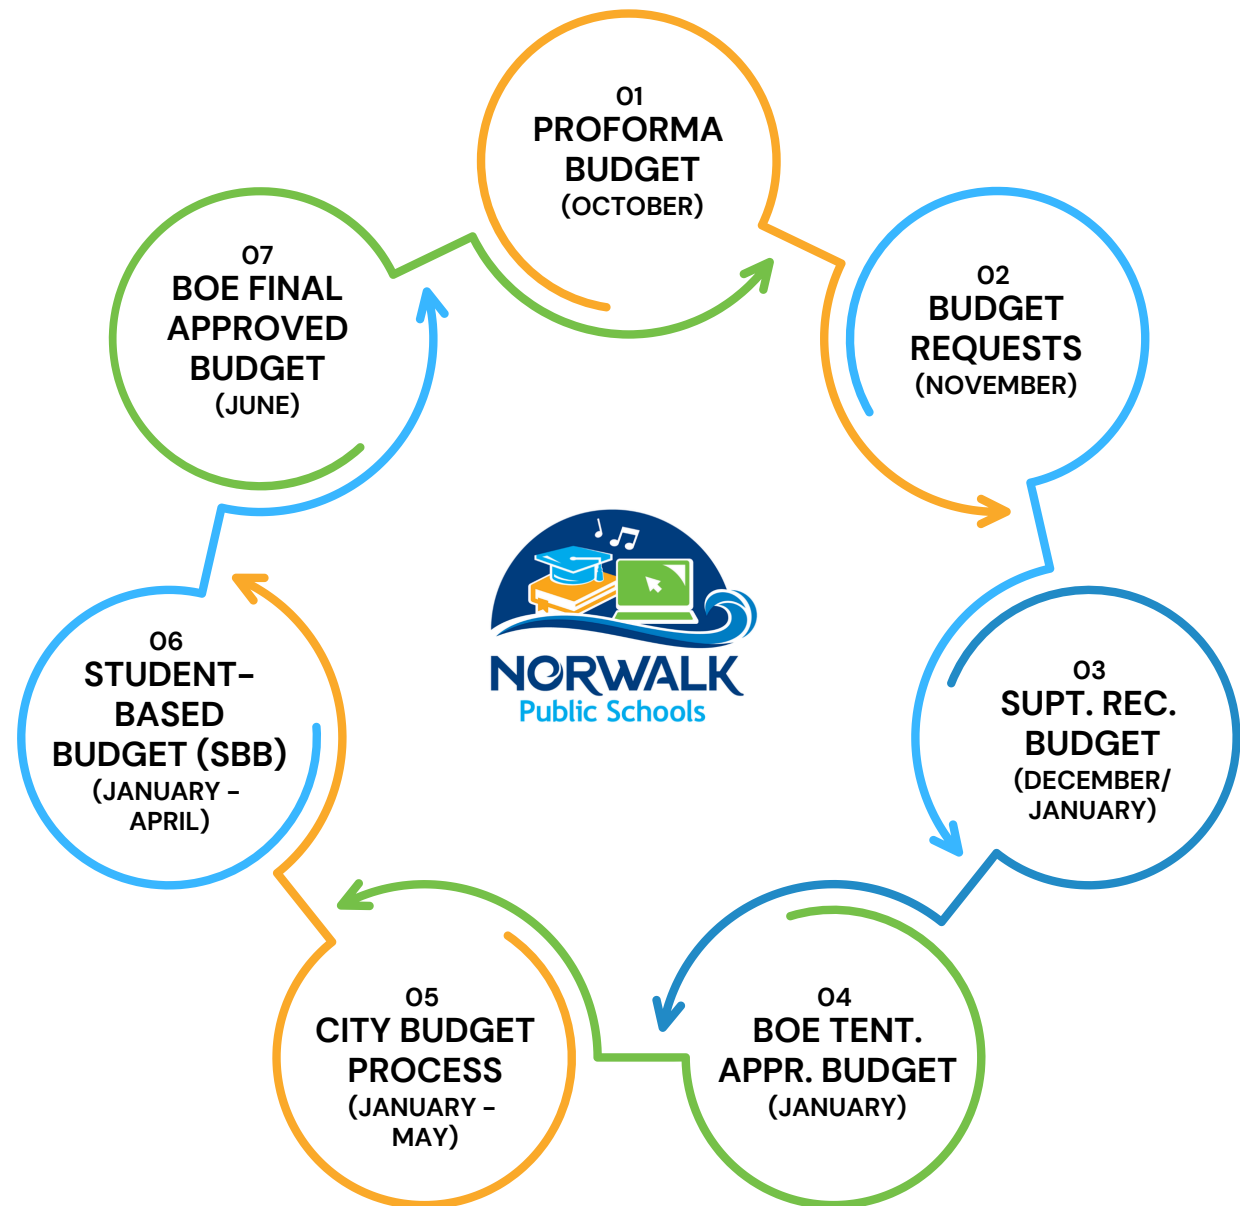 01
PROFORMA
BUDGET
(OCTOBER)
02
BUDGET
REQUESTS
(NOVEMBER)
03
SUPT. REC.
BUDGET
(DECEMBER/
JANUARY)
04
BOE TENT.
APPR. BUDGET
(JANUARY)
05
CITY BUDGET
PROCESS
(JANUARY -
MAY)
06
STUDENT-
BASED
BUDGET (SBB)
(JANUARY -
APRIL)
07
BOE FINAL
APPROVED
BUDGET
(JUNE)
NORWALK
Public Schools